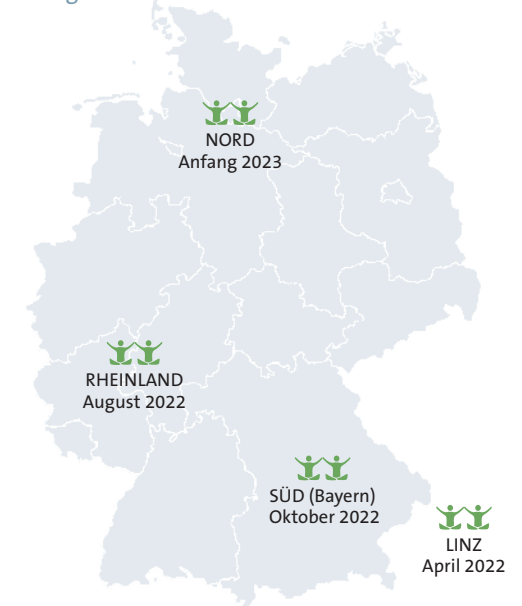 NORD
Anfang 2023
RHEINLAND
August 2022
SÜD (Bayern)
Oktober 2022
LINZ
April 2022